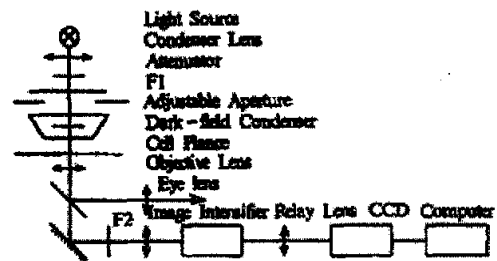 Light Source
Condenser Lens
Attenuator
F1
Adjustable Aperture
Dark-field Condenser
Cell Plance
Objective Lens
Eye lens
F2 Image Intensifier Relay Lens CCD Computer